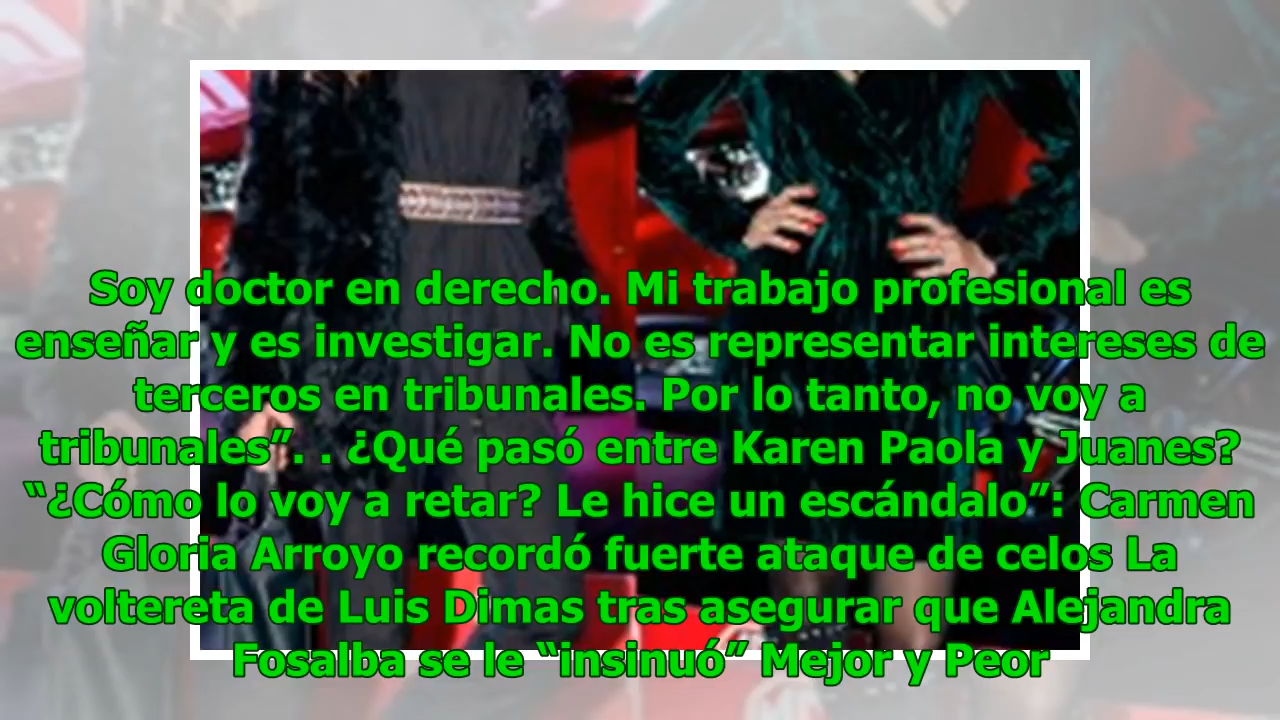 Soy doctor en derecho. Mi trabajo profesional es
enseñar y es investigar. No es representar intereses de
terceros en tribunales. Por lo tanto, no voy a
tribunales”. . ¿Qué pasó entre Karen Paola y Juanes?
“¿Cómo lo voy a retar? Le hice un escándalo”: Carmen
Gloria Arroyo recordó fuerte ataque de celos La
voltereta de Luis Dimas tras asegurar que Alejandra
Fosalba se le “insinuó” Mejor y Peor